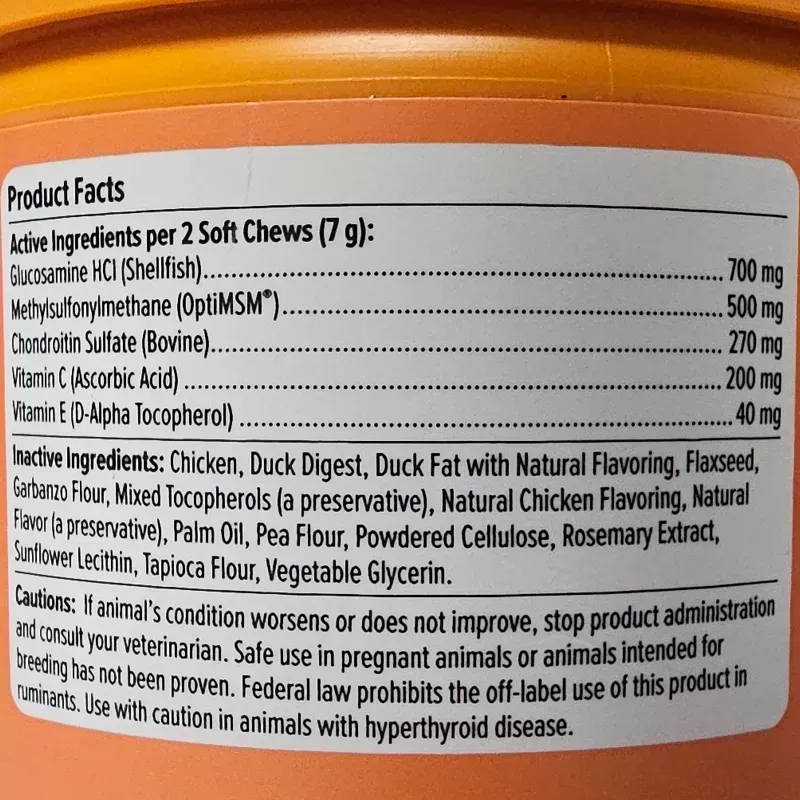 Product Facts
Active Ingredients per 2 Soft Chews (7 g):
Glucosamine HCl (Shellfish)........................................................................700 mg
Methylsulfonylmethane (OptiMSM®)............................................................500 mg
Chondroitin Sulfate (Bovine).......................................................................270 mg
Vitamin C (Ascorbic Acid) ...........................................................................200 mg
Vitamin E (D-Alpha Tocopherol) ....................................................................40 mg
Inactive Ingredients: Chicken, Duck Digest, Duck Fat with Natural Flavoring, Flaxseed,
Garbanzo Flour, Mixed Tocopherols (a preservative), Natural Chicken Flavoring, Natural
Flavor (a preservative), Palm Oil, Pea Flour, Powdered Cellulose, Rosemary Extract,
Sunflower Lecithin, Tapioca Flour, Vegetable Glycerin.
Cautions: If animal's condition worsens or does not improve, stop product administration
and consult your veterinarian. Safe use in pregnant animals or animals intended for
breeding has not been proven. Federal law prohibits the off-label use of this product in
ruminants. Use with caution in animals with hyperthyroid disease.